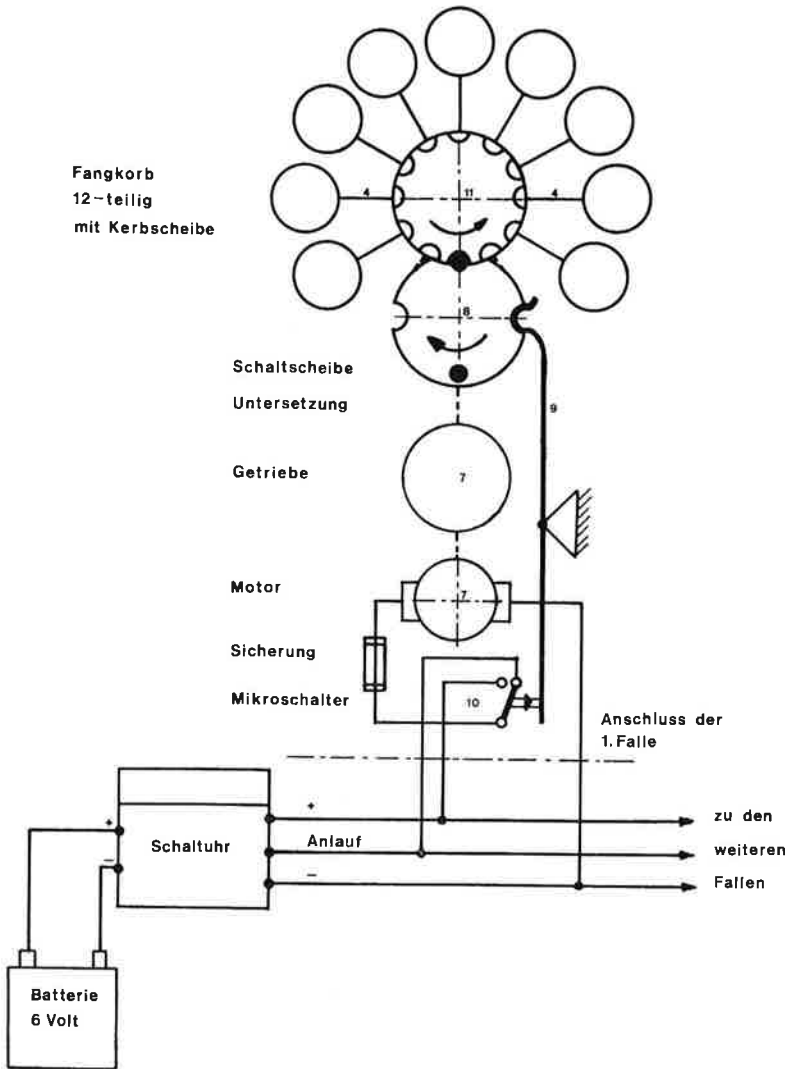 Fangkorb
12-teilig
mit Kerbscheibe
4
11
4
8
Schaltscheibe
Untersetzung
9
Getriebe
7
Motor
7
Sicherung
Mikroschalter
10
Anschluss der
1. Falle
+
+
zu den
Schaltuhr
Anlauf
weiteren
−
−
Fallen
Batterie
6 Volt